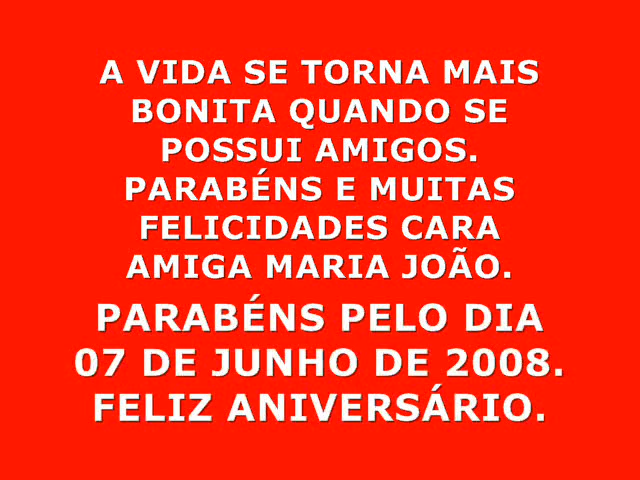 A VIDA SE TORNA MAIS
BONITA QUANDO SE
POSSUI AMIGOS.
PARABÉNS E MUITAS
FELICIDADES CARA
AMIGA MARIA JOÃO.
PARABÉNS PELO DIA
07 DE JUNHO DE 2008.
FELIZ ANIVERSÁRIO.